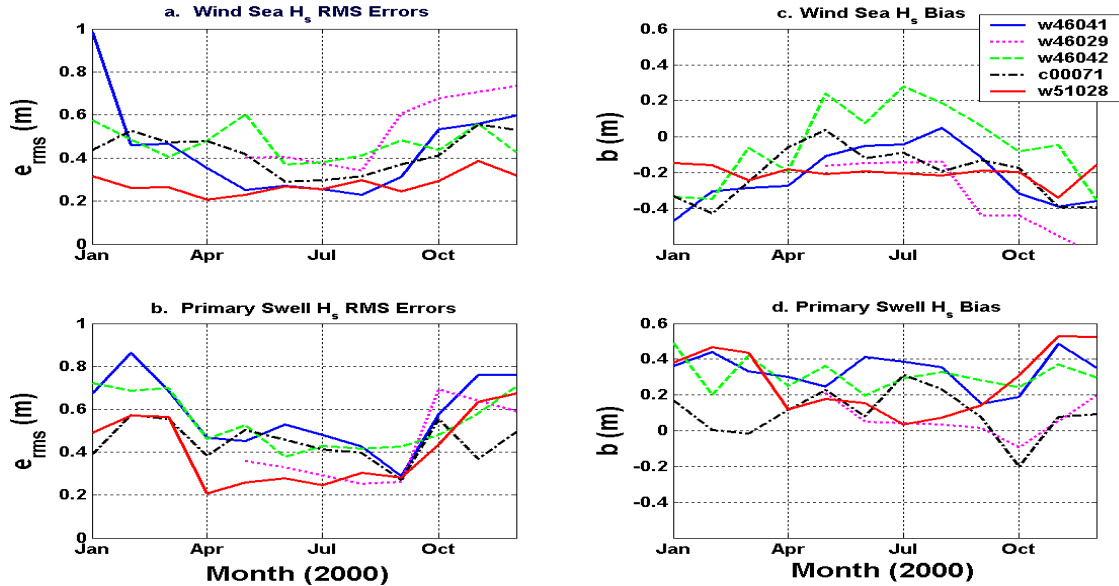 a. Wind Sea Hs RMS Errors
1
0.8
0.6
0.4
0.2
0
erms (m)
Jan Apr Jul Oct
c. Wind Sea Hs Bias
0.2
0
-0.2
-0.4
b (m)
Jan Apr Jul Oct
w46041
w46029
w46042
c00071
w51028
b. Primary Swell Hs RMS Errors
1
0.8
0.6
0.4
0.2
0
erms (m)
Jan Apr Jul Oct
Month (2000)
d. Primary Swell Hs Bias
0.6
0.4
0.2
0
-0.2
-0.4
b (m)
Jan Apr Jul Oct
Month (2000)